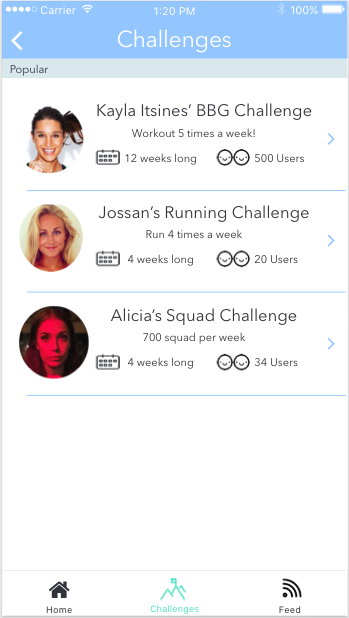 Carrier 1:20 PM 100%
Challenges
Popular
Kayla Itsines’ BBG Challenge
Workout 5 times a week!
12 weeks long 500 Users
Jossan’s Running Challenge
Run 4 times a week
4 weeks long 20 Users
Alicia’s Squad Challenge
700 squad per week
4 weeks long 34 Users
Home Challenges Feed